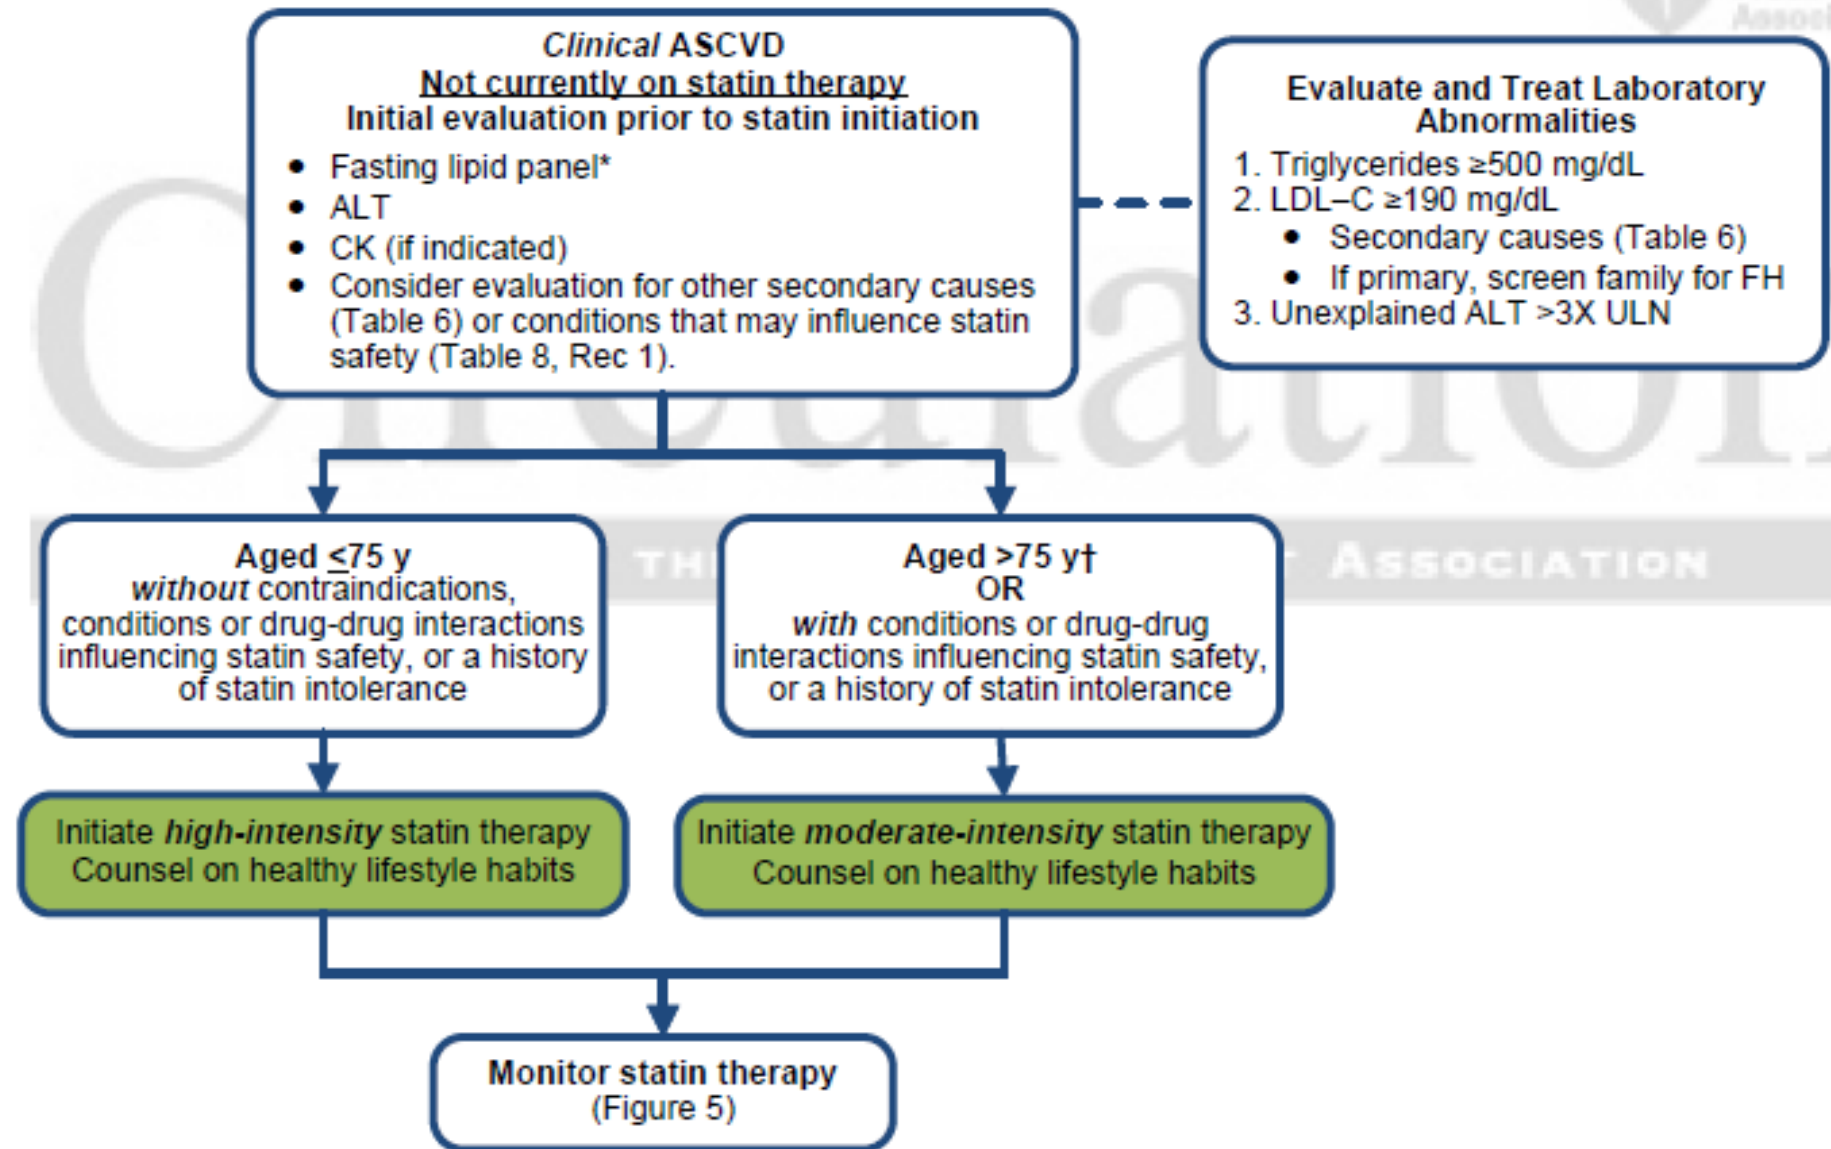 Associ
Clinical ASCVD
Not currently on statin therapy
Initial evaluation prior to statin initiation
• Fasting lipid panel*
• ALT
• CK (if indicated)
• Consider evaluation for other secondary causes
(Table 6) or conditions that may influence statin
safety (Table 8, Rec 1).
Evaluate and Treat Laboratory
Abnormalities
1. Triglycerides ≥500 mg/dL
2. LDL–C ≥190 mg/dL
• Secondary causes (Table 6)
• If primary, screen family for FH
3. Unexplained ALT >3X ULN
Aged ≤75 y
without contraindications,
conditions or drug-drug interactions
influencing statin safety, or a history
of statin intolerance
Aged >75 y†
OR
with conditions or drug-drug
interactions influencing statin safety,
or a history of statin intolerance
ASSOCIATION
Initiate high-intensity statin therapy
Counsel on healthy lifestyle habits
Initiate moderate-intensity statin therapy
Counsel on healthy lifestyle habits
Monitor statin therapy
(Figure 5)